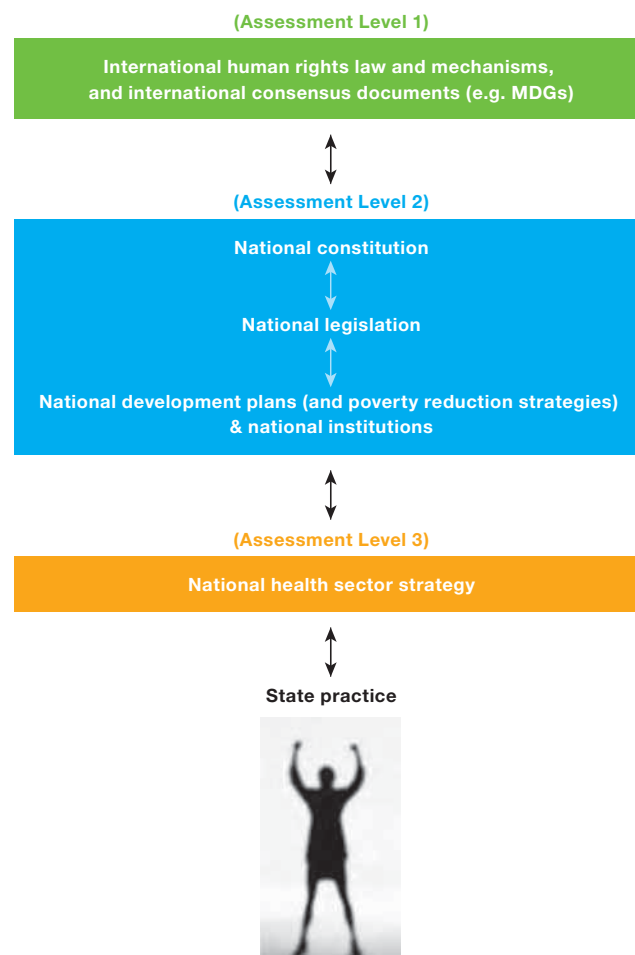 (Assessment Level 1)
International human rights law and mechanisms,
and international consensus documents (e.g. MDGs)
(Assessment Level 2)
National constitution
National legislation
National development plans (and poverty reduction strategies)
& national institutions
(Assessment Level 3)
National health sector strategy
State practice